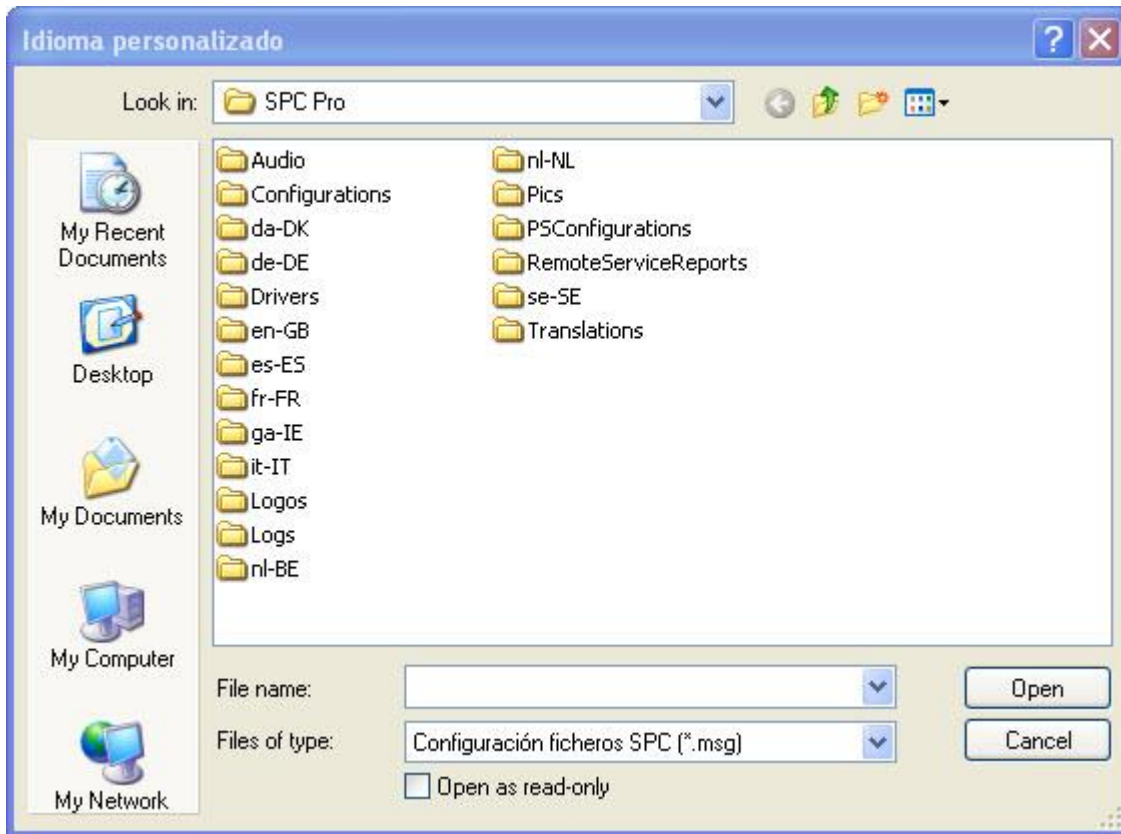 Idioma personalizado
Look in: SPC Pro
My Recent
Documents
Desktop
My Documents
My Computer
My Network
Audio
Configurations
da-DK
de-DE
Drivers
en-GB
es-ES
fr-FR
ga-IE
it-IT
Logos
Logs
nl-BE
nl-NL
Pics
PSConfigurations
RemoteServiceReports
se-SE
Translations
File name:
Open
Files of type: Configuración ficheros SPC (*.msg)
Cancel
Open as read-only